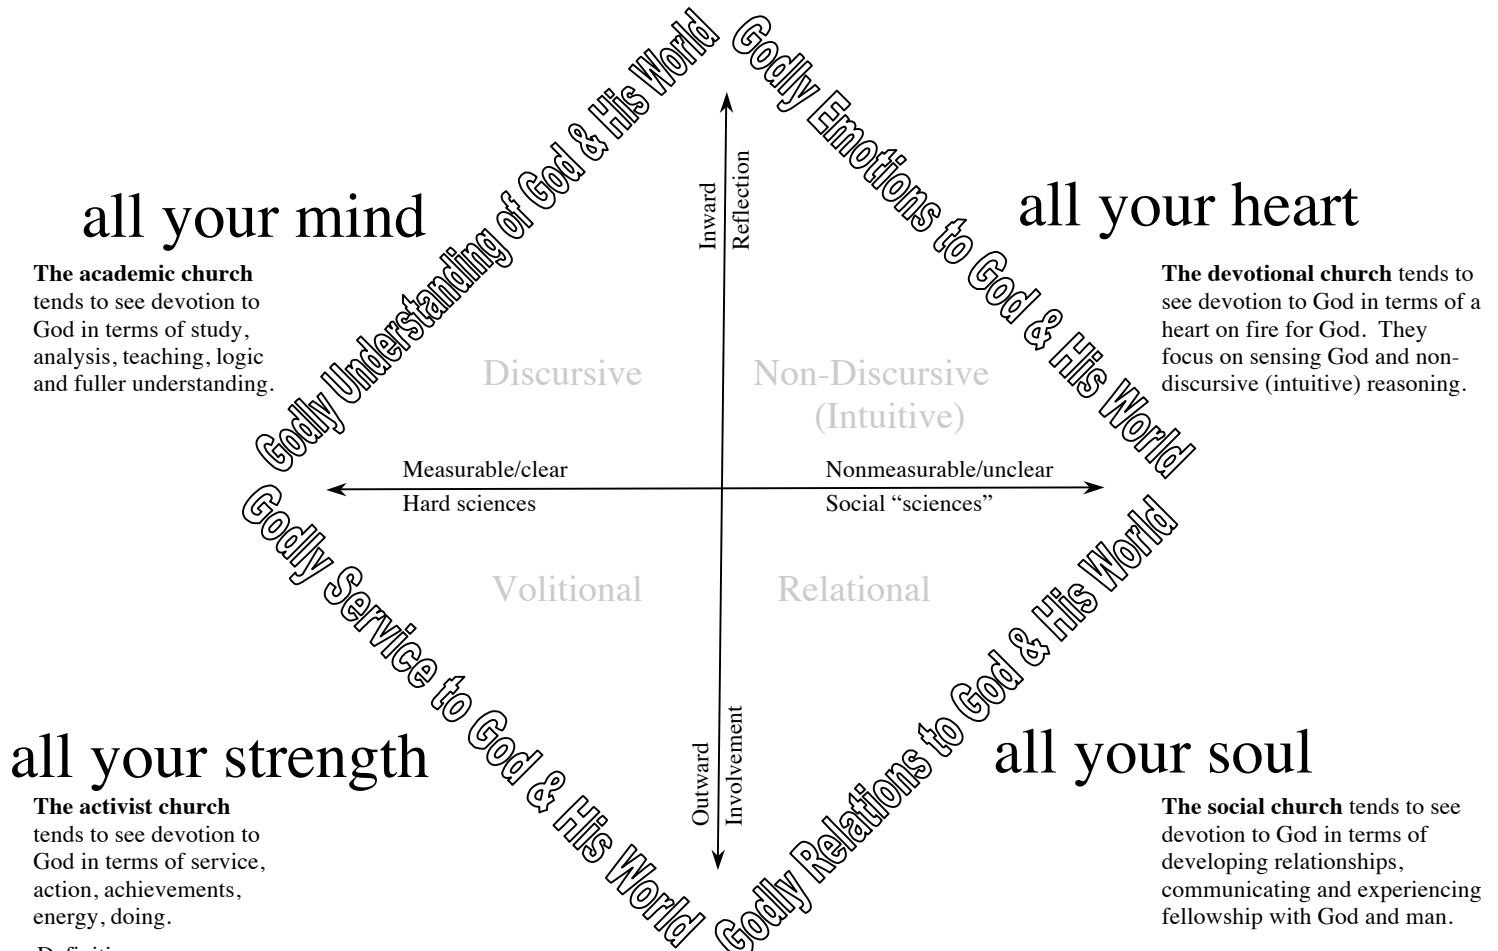 Godly Understanding of God & His World
Godly Emotions to God & His World
all your mind
The academic church
tends to see devotion to
God in terms of study,
analysis, teaching, logic
and fuller understanding.
all your heart
The devotional church tends to
see devotion to God in terms of a
heart on fire for God.  They
focus on sensing God and non-
discursive (intuitive) reasoning.
Inward
Reflection
Discursive
Non-Discursive
(Intuitive)
Measurable/clear
Hard sciences
Nonmeasurable/unclear
Social “sciences”
Volitional
Relational
Outward
Involvement
Godly Service to God & His World
Godly Relations to God & His World
all your strength
The activist church
tends to see devotion to
God in terms of service,
action, achievements,
energy, doing.
all your soul
The social church tends to see
devotion to God in terms of
developing relationships,
communicating and experiencing
fellowship with God and man.